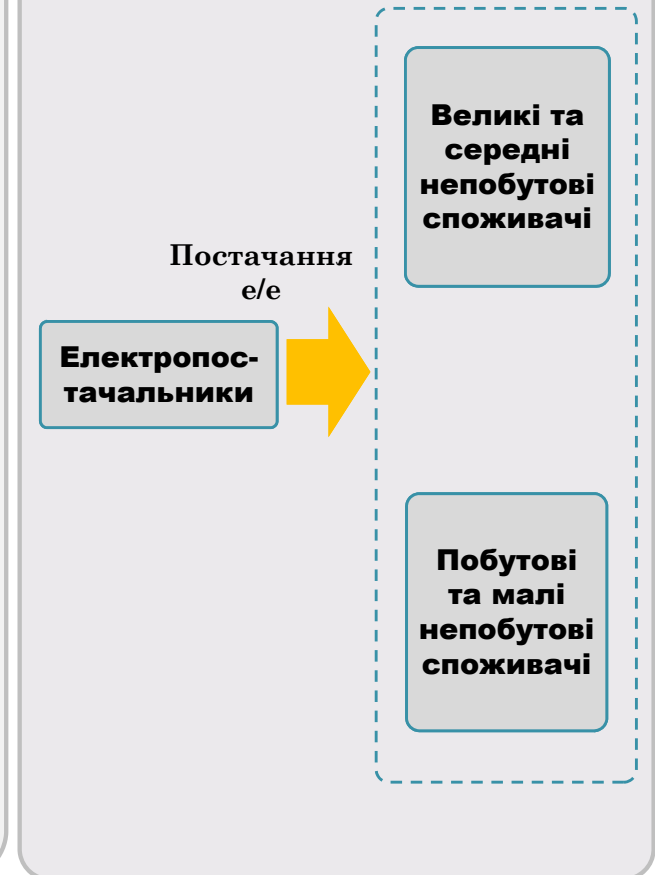 Великі та
середні
непобутові
споживачі
Постачання
е/е
Електропос-
тачальники
Побутові
та малі
непобутові
споживачі